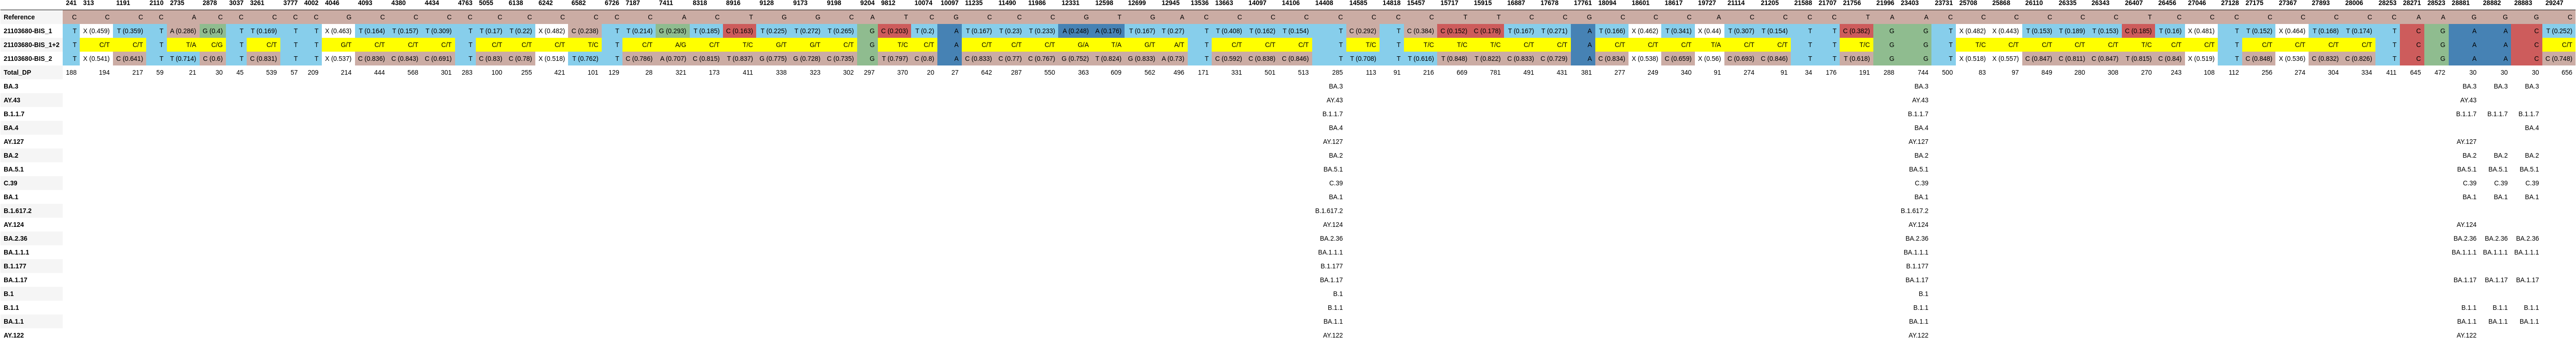 241 313 1191 2110 2735 2878 3037 3261 3777 4002 4046 4093 4380 4434 4763 5055 6138 6242 6582 6726 7187 7411 8318 8916 9128 9173 9198 9204 9812 10074 10097 11235 11490 11986 12331 12598 12699 12945 13536 13663 14097 14106 14408 14585 14818 15457 15717 15915 16887 17678 17761 18094 18601 18617 19727 21114 21205 21588 21707 21756 21996 23403 23731 25708 25868 26110 26335 26343 26407 26456 27046 27128 27175 27367 27893 28006 28253 28271 28523 28881 28882 28883 29247
Reference C C C C A C C C C C G C C C C C C C C C C A C T G G C A T C G C C C G T G A C C C C C C C C T T C C G C C C A C C C C T A A C C C C C C T C C C C C C C C A A G G G C
21103680-BIS_1 T X (0.459) T (0.359) T A (0.286) G (0.4) T T (0.169) T T X (0.463) T (0.164) T (0.157) T (0.309) T T (0.17) T (0.22) X (0.482) C (0.238) T T (0.214) G (0.293) T (0.185) C (0.163) T (0.225) T (0.272) T (0.265) G C (0.203) T (0.2) A T (0.167) T (0.23) T (0.233) A (0.248) A (0.176) T (0.167) T (0.27) T T (0.408) T (0.162) T (0.154) T C (0.292) T C (0.384) C (0.152) C (0.178) T (0.167) T (0.271) A T (0.166) X (0.462) T (0.341) X (0.44) T (0.307) T (0.154) T T C (0.382) G G T X (0.482) X (0.443) T (0.153) T (0.189) T (0.153) C (0.185) T (0.16) X (0.481) T T (0.152) X (0.464) T (0.168) T (0.174) T C G A A C T (0.252)
21103680-BIS_1+2 T C/T C/T T T/A C/G T C/T T T G/T C/T C/T C/T T C/T C/T C/T T/C T C/T A/G C/T T/C G/T G/T C/T G T/C C/T A C/T C/T C/T G/A T/A G/T A/T T C/T C/T C/T T T/C T T/C T/C T/C C/T C/T A C/T C/T C/T T/A C/T C/T T T T/C G G T T/C C/T C/T C/T C/T T/C C/T C/T T C/T C/T C/T C/T T C G A A C C/T
21103680-BIS_2 T X (0.541) C (0.641) T T (0.714) C (0.6) T C (0.831) T T X (0.537) C (0.836) C (0.843) C (0.691) T C (0.83) C (0.78) X (0.518) T (0.762) T C (0.786) A (0.707) C (0.815) T (0.837) G (0.775) G (0.728) C (0.735) G T (0.797) C (0.8) A C (0.833) C (0.77) C (0.767) G (0.752) T (0.824) G (0.833) A (0.73) T C (0.592) C (0.838) C (0.846) T T (0.708) T T (0.616) T (0.848) T (0.822) C (0.833) C (0.729) A C (0.834) X (0.538) C (0.659) X (0.56) C (0.693) C (0.846) T T T (0.618) G G T X (0.518) X (0.557) C (0.847) C (0.811) C (0.847) T (0.815) C (0.84) X (0.519) T C (0.848) X (0.536) C (0.832) C (0.826) T C G A A C C (0.748)
Total_DP 188 194 217 59 21 30 45 539 57 209 214 444 568 301 283 100 255 421 101 129 28 321 173 411 338 323 302 297 370 20 27 642 287 550 363 609 562 496 171 331 501 513 285 113 91 216 669 781 491 431 381 277 249 340 91 274 91 34 176 191 288 744 500 83 97 849 280 308 270 243 108 112 256 274 304 334 411 645 472 30 30 30 656
BA.3 BA.3 BA.3 BA.3 BA.3 BA.3
AY.43 AY.43 AY.43 AY.43
B.1.1.7 B.1.1.7 B.1.1.7 B.1.1.7 B.1.1.7 B.1.1.7
BA.4 BA.4 BA.4 BA.4
AY.127 AY.127 AY.127 AY.127
BA.2 BA.2 BA.2 BA.2 BA.2 BA.2
BA.5.1 BA.5.1 BA.5.1 BA.5.1 BA.5.1 BA.5.1
C.39 C.39 C.39 C.39 C.39 C.39
BA.1 BA.1 BA.1 BA.1 BA.1 BA.1
B.1.617.2 B.1.617.2 B.1.617.2
AY.124 AY.124 AY.124 AY.124
BA.2.36 BA.2.36 BA.2.36 BA.2.36 BA.2.36 BA.2.36
BA.1.1.1 BA.1.1.1 BA.1.1.1 BA.1.1.1 BA.1.1.1 BA.1.1.1
B.1.177 B.1.177 B.1.177
BA.1.17 BA.1.17 BA.1.17 BA.1.17 BA.1.17 BA.1.17
B.1 B.1 B.1
B.1.1 B.1.1 B.1.1 B.1.1 B.1.1 B.1.1
BA.1.1 BA.1.1 BA.1.1 BA.1.1 BA.1.1 BA.1.1
AY.122 AY.122 AY.122 AY.122